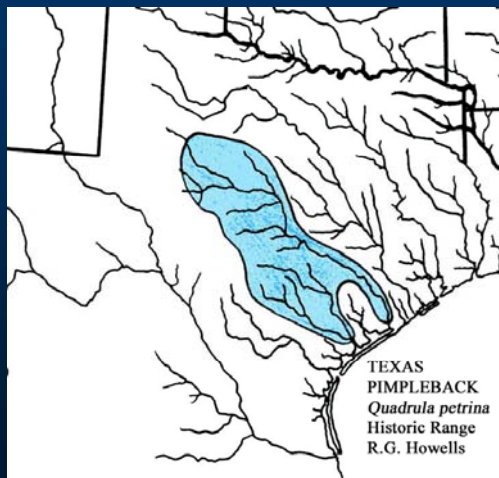 TEXAS
PIMPLEBACK
Quadrula petrina
Historic Range
R.G. Howells